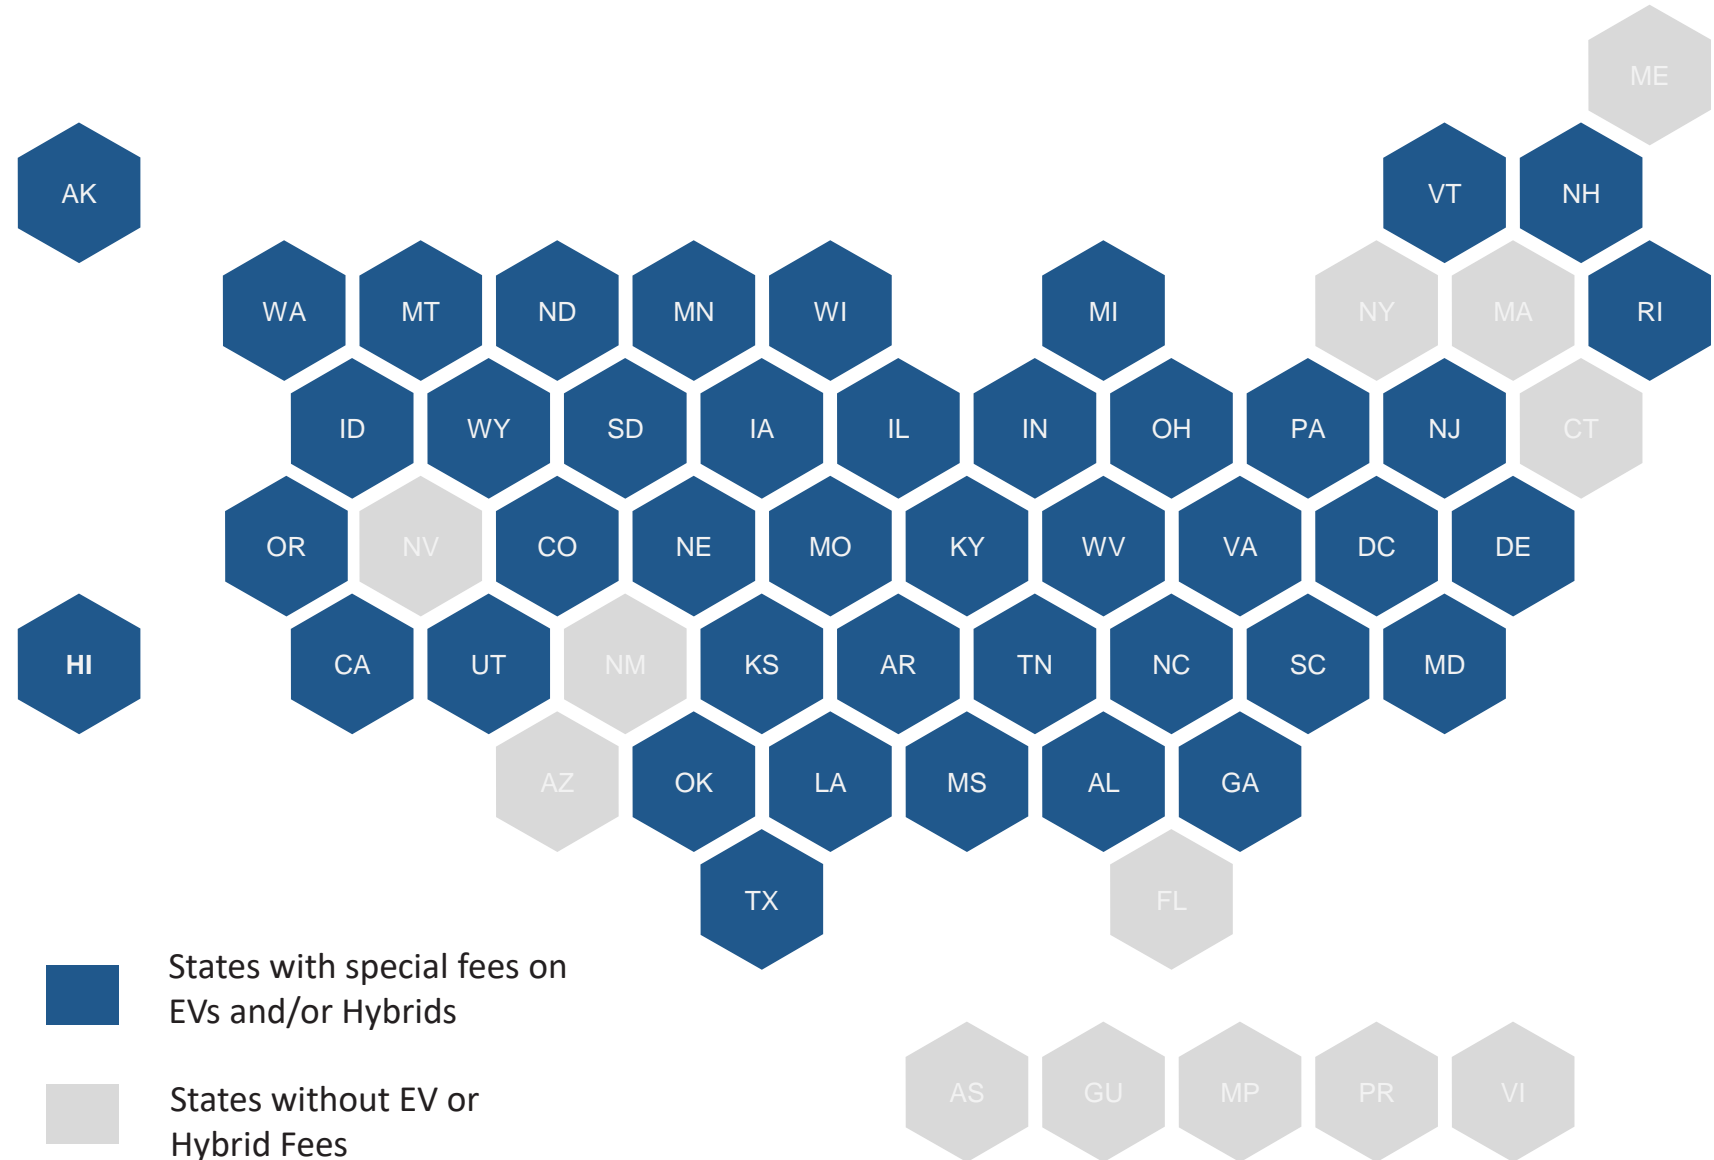 ME
AK
VT
NH
WA
MT
ND
MN
WI
MI
NY
MA
RI
ID
WY
SD
IA
IL
IN
OH
PA
NJ
CT
OR
NV
CO
NE
MO
KY
WV
VA
DC
DE
HI
CA
UT
NM
KS
AR
TN
NC
SC
MD
AZ
OK
LA
MS
AL
GA
TX
FL
States with special fees on
EVs and/or Hybrids
States without EV or
Hybrid Fees
AS
GU
MP
PR
VI